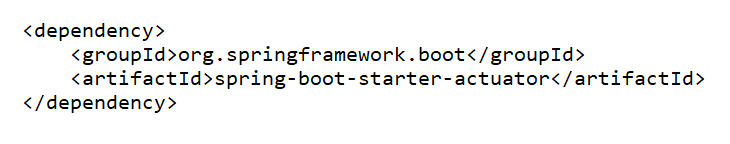 <dependency>
    <groupId>org.springframework.boot</groupId>
    <artifactId>spring-boot-starter-actuator</artifactId>
</dependency>